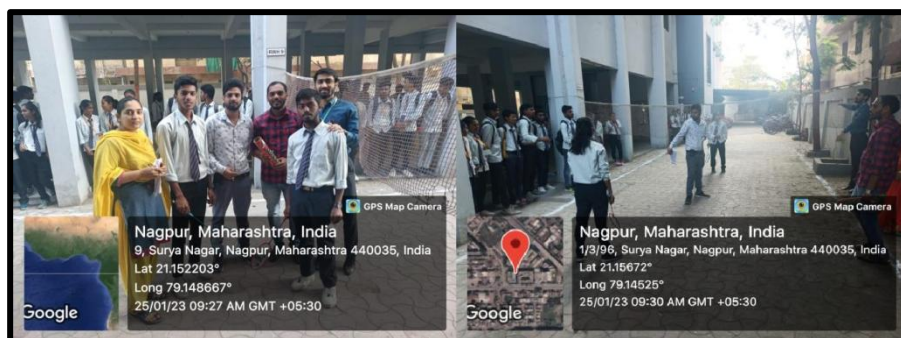 GPS Map Camera
Nagpur, Maharashtra, India
9, Surya Nagar, Nagpur, Maharashtra 440035, India
Lat 21.152203°
Long 79.148667°
25/01/23 09:27 AM GMT +05:30
Google
GPS Map Camera
Nagpur, Maharashtra, India
1/3/96, Surya Nagar, Nagpur, Maharashtra 440035, India
Lat 21.15672°
Long 79.14525°
25/01/23 09:30 AM GMT +05:30
Google